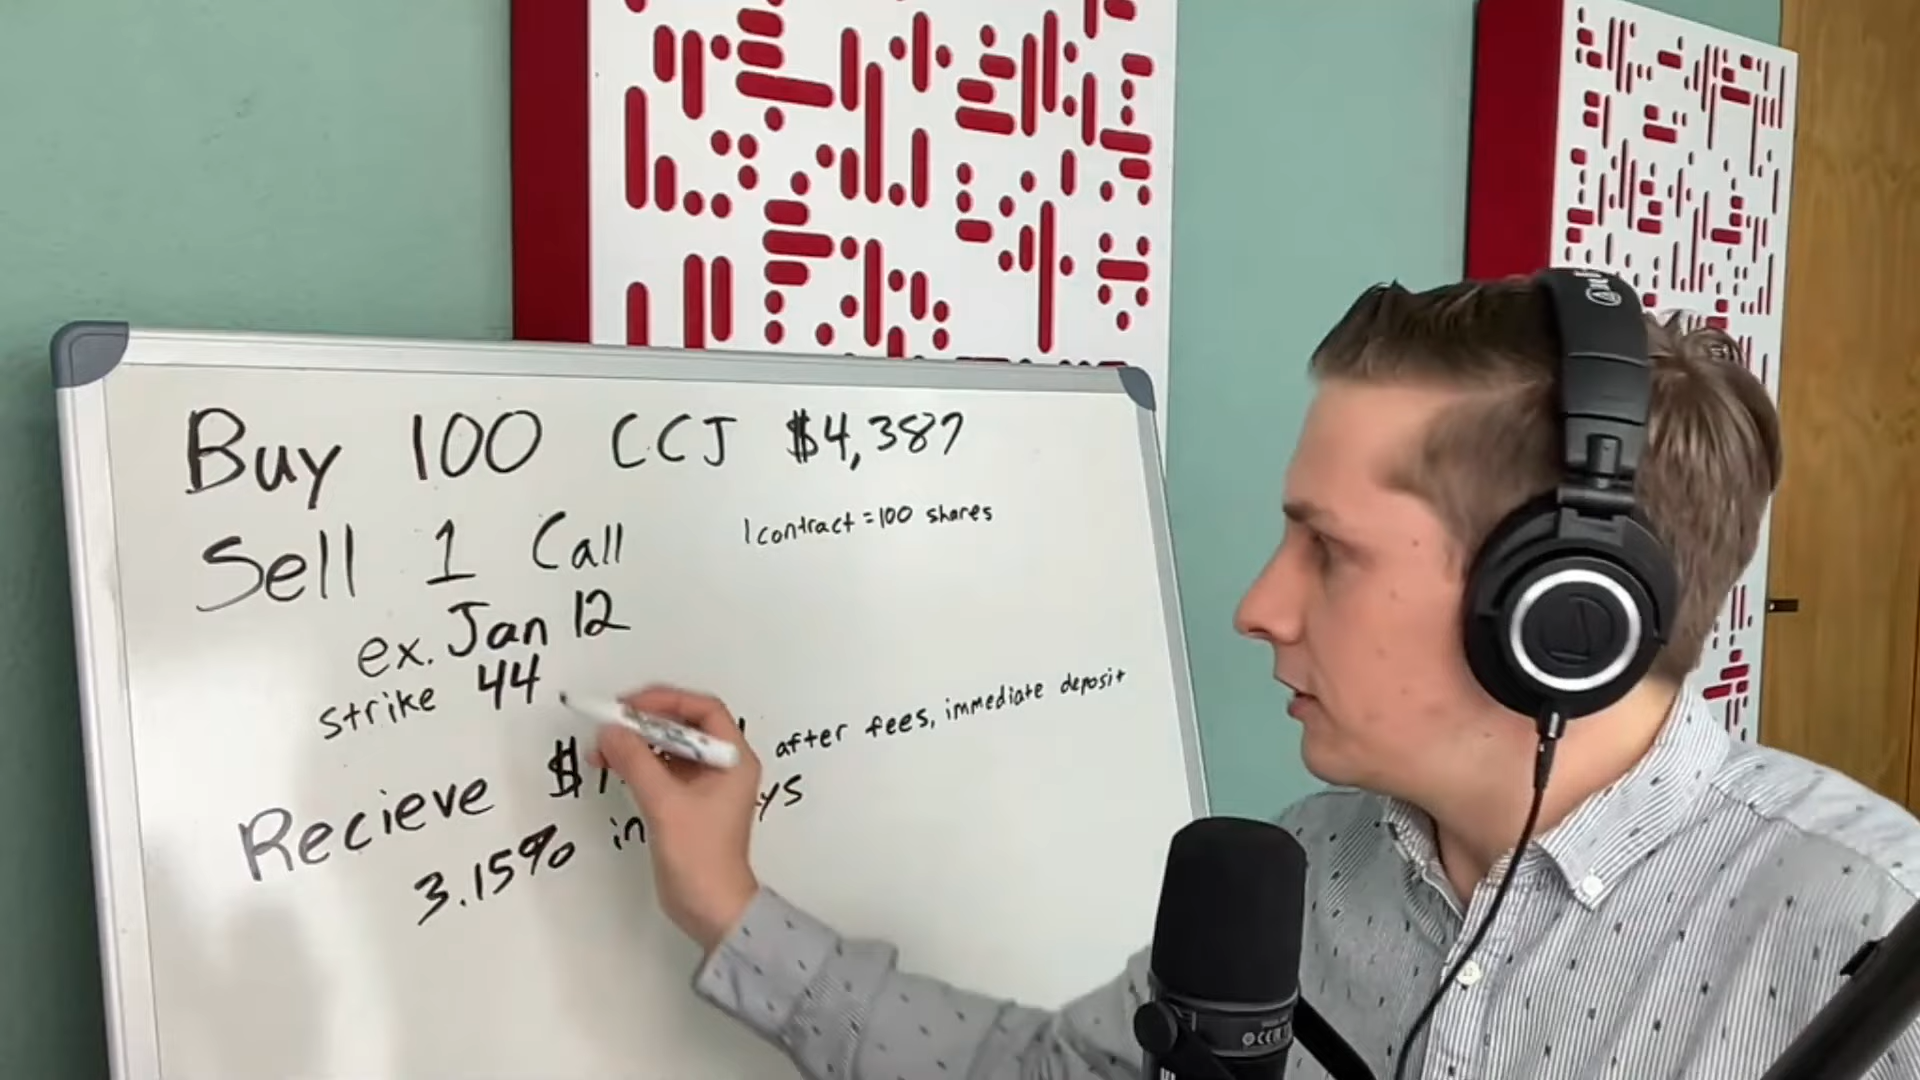 Buy 100 CCJ $4,387
Sell 1 Call
1 contract = 100 shares
ex. Jan 12
strike 44
Recieve after fees, immediate deposit
3.15% in